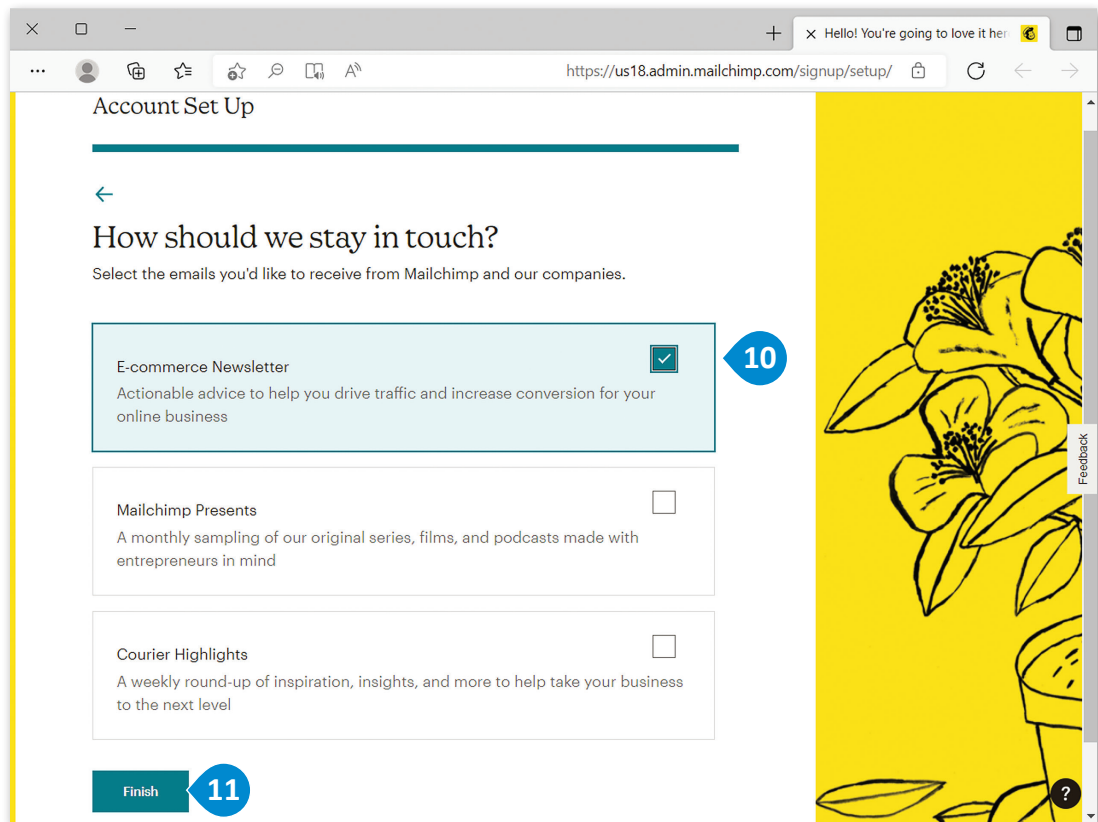 Hello! You're going to love it her
https://us18.admin.mailchimp.com/signup/setup/
Account Set Up
How should we stay in touch?
Select the emails you'd like to receive from Mailchimp and our companies.
E-commerce Newsletter
Actionable advice to help you drive traffic and increase conversion for your
online business
10
Mailchimp Presents
A monthly sampling of our original series, films, and podcasts made with
entrepreneurs in mind
Courier Highlights
A weekly round-up of inspiration, insights, and more to help take your business
to the next level
Finish
11
Feedback
?